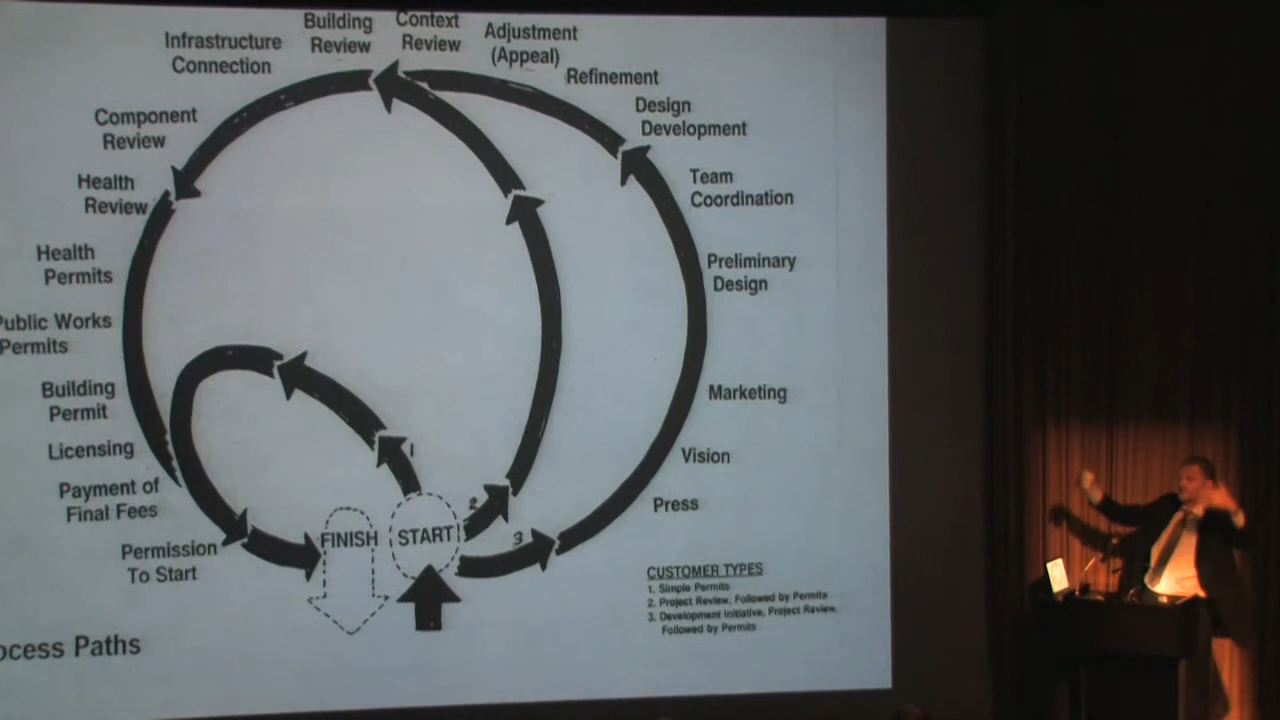 Building
Review
Context
Review
Adjustment
(Appeal)
Refinement
Design
Development
Team
Coordination
Preliminary
Design
Marketing
Vision
Press
Infrastructure
Connection
Component
Review
Health
Review
Health
Permits
Public Works
Permits
Building
Permit
Licensing
Payment of
Final Fees
Permission
To Start
1
2
3
FINISH
START
CUSTOMER TYPES
1. Simple Permits
2. Project Review, Followed by Permits
3. Development Initiative, Project Review,
Followed by Permits
ocess Paths